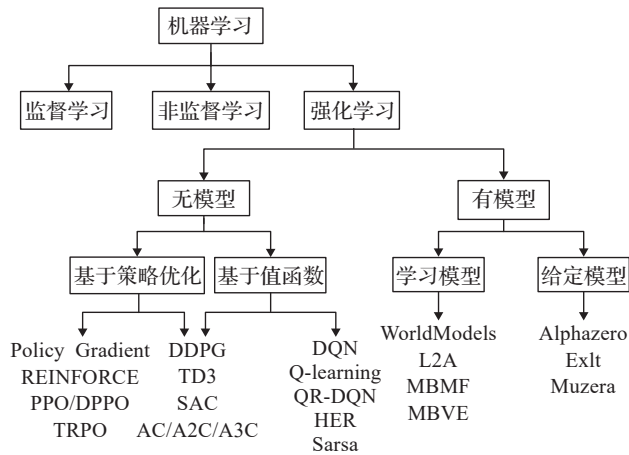 机器学习
监督学习
非监督学习
强化学习
无模型
有模型
基于策略优化
基于值函数
学习模型
给定模型
Policy Gradient
REINFORCE
PPO/DPPO
TRPO
DDPG
TD3
SAC
AC/A2C/A3C
DQN
Q-learning
QR-DQN
HER
Sarsa
WorldModels
L2A
MBMF
MBVE
Alphazero
Exlt
Muzera